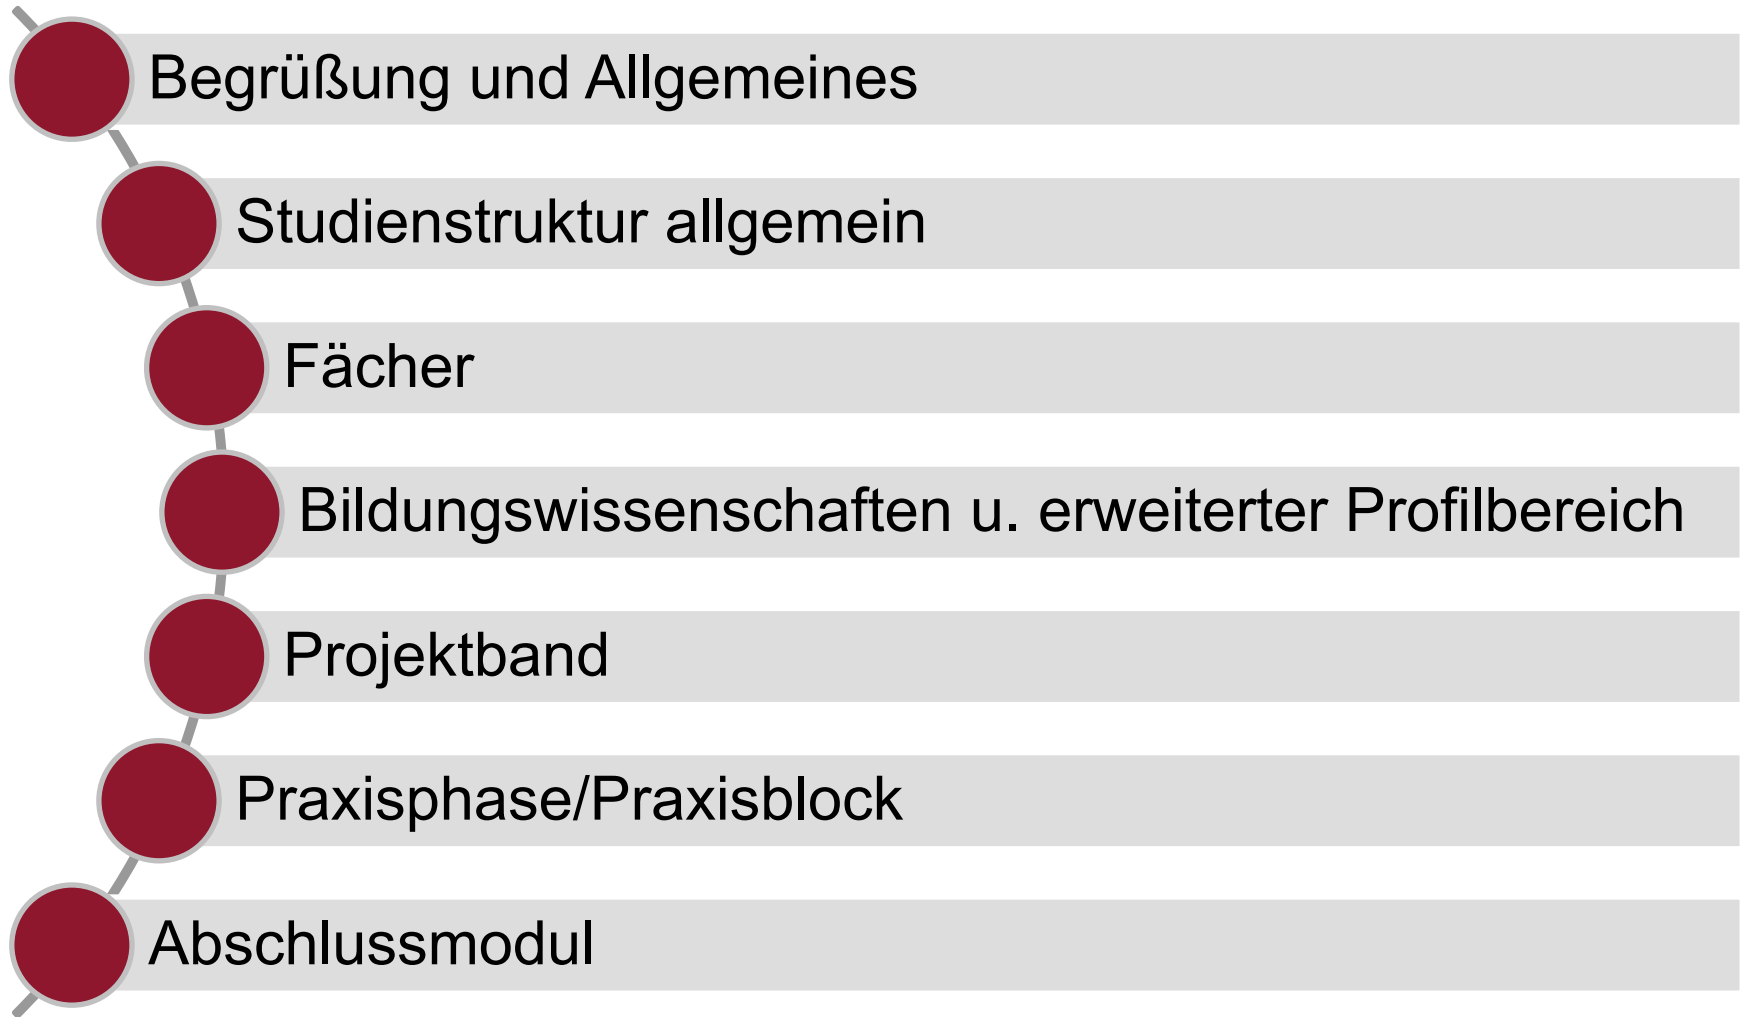 Begrüßung und Allgemeines
Studienstruktur allgemein
Fächer
Bildungswissenschaften u. erweiterter Profilbereich
Projektband
Praxisphase/Praxisblock
Abschlussmodul